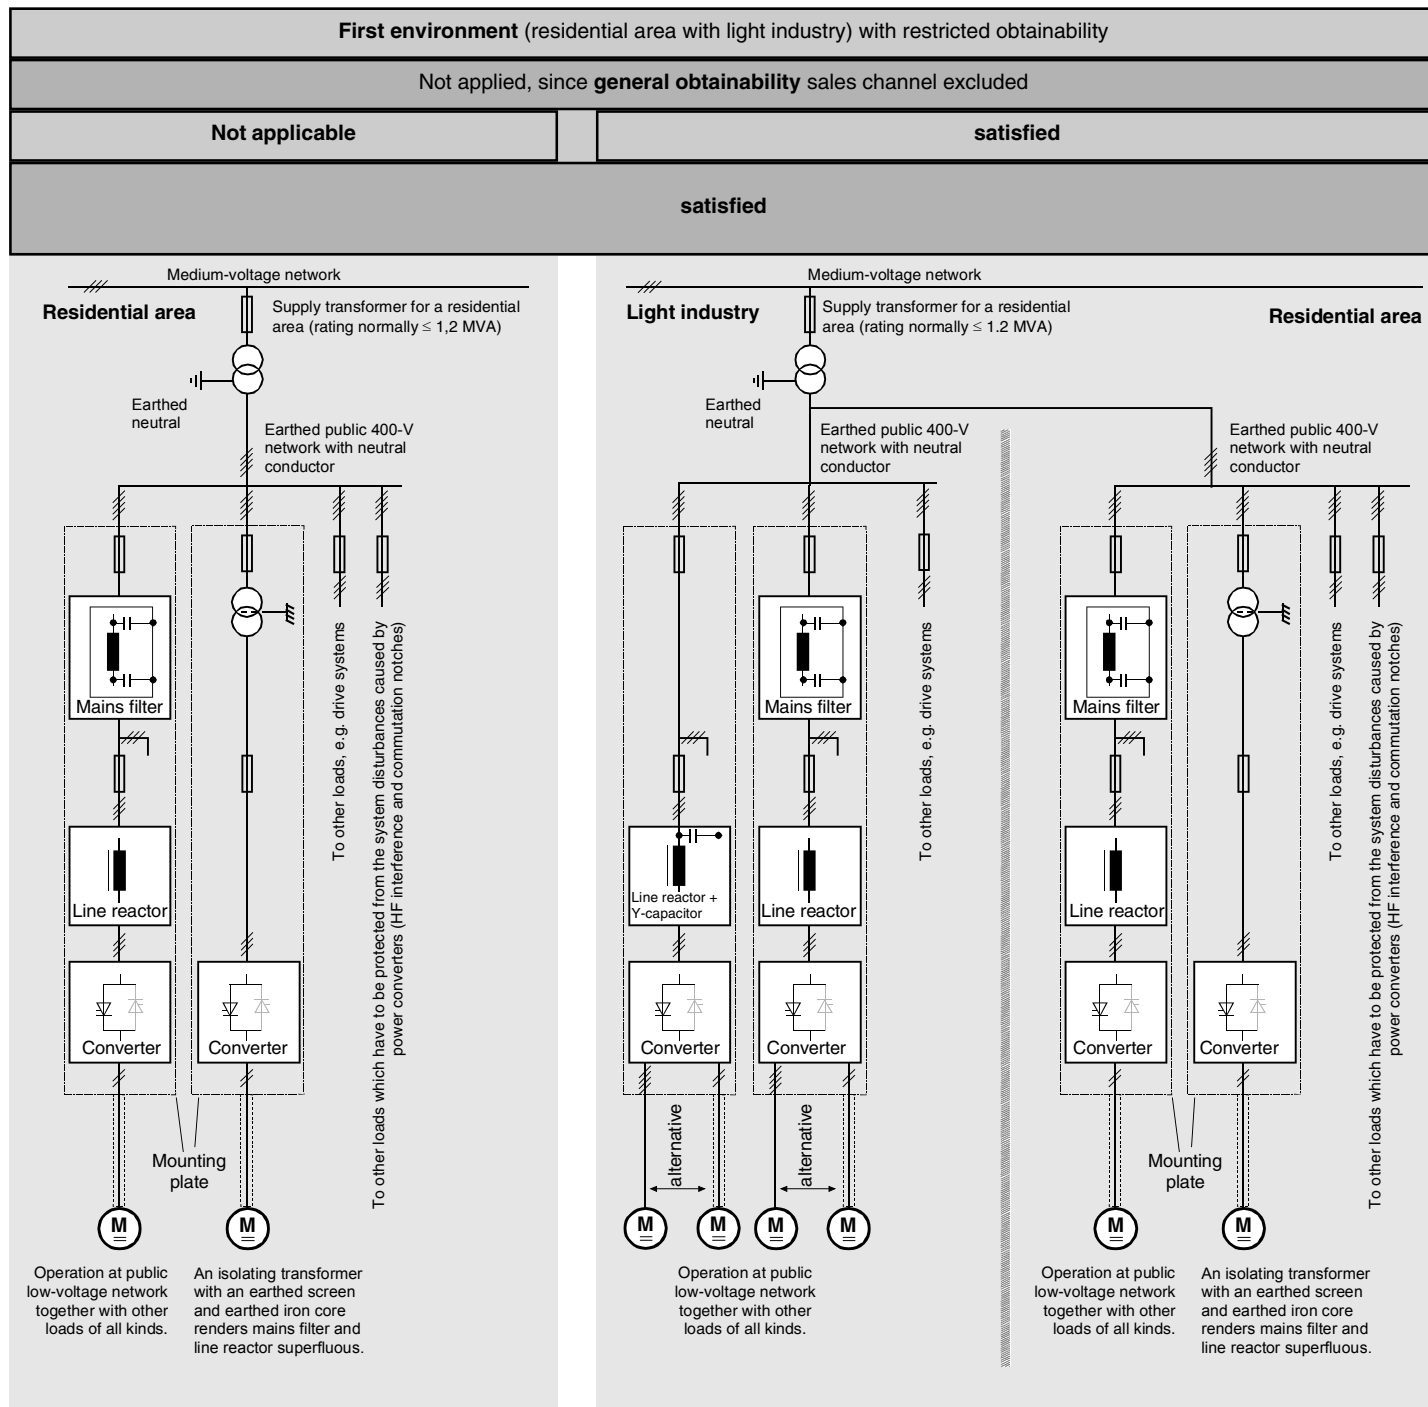 First environment (residential area with light industry) with restricted obtainability
Not applied, since general obtainability sales channel excluded
Not applicable
satisfied
satisfied
Medium-voltage network
Residential area
Supply transformer for a residential
area (rating normally ≤ 1,2 MVA)
Earthed
neutral
Earthed public 400-V
network with neutral
conductor
Mains filter
Line reactor
Converter
Converter
To other loads, e.g. drive systems
To other loads which have to be protected from the system disturbances caused by
power converters (HF interference and commutation notches)
Mounting
plate
M
M
Operation at public
low-voltage network
together with other
loads of all kinds.
An isolating transformer
with an earthed screen
and earthed iron core
renders mains filter and
line reactor superfluous.
Medium-voltage network
Light industry
Supply transformer for a residential
area (rating normally ≤ 1.2 MVA)
Residential area
Earthed
neutral
Earthed public 400-V
network with neutral
conductor
Earthed public 400-V
network with neutral
conductor
Mains filter
Line reactor +
Y-capacitor
Line reactor
Converter
Converter
To other loads, e.g. drive systems
alternative
alternative
M
M
M
M
Operation at public
low-voltage network
together with other
loads of all kinds.
Mains filter
Line reactor
Converter
Converter
To other loads, e.g. drive systems
To other loads which have to be protected from the system disturbances caused by
power converters (HF interference and commutation notches)
Mounting
plate
M
M
Operation at public
low-voltage network
together with other
loads of all kinds.
An isolating transformer
with an earthed screen
and earthed iron core
renders mains filter and
line reactor superfluous.